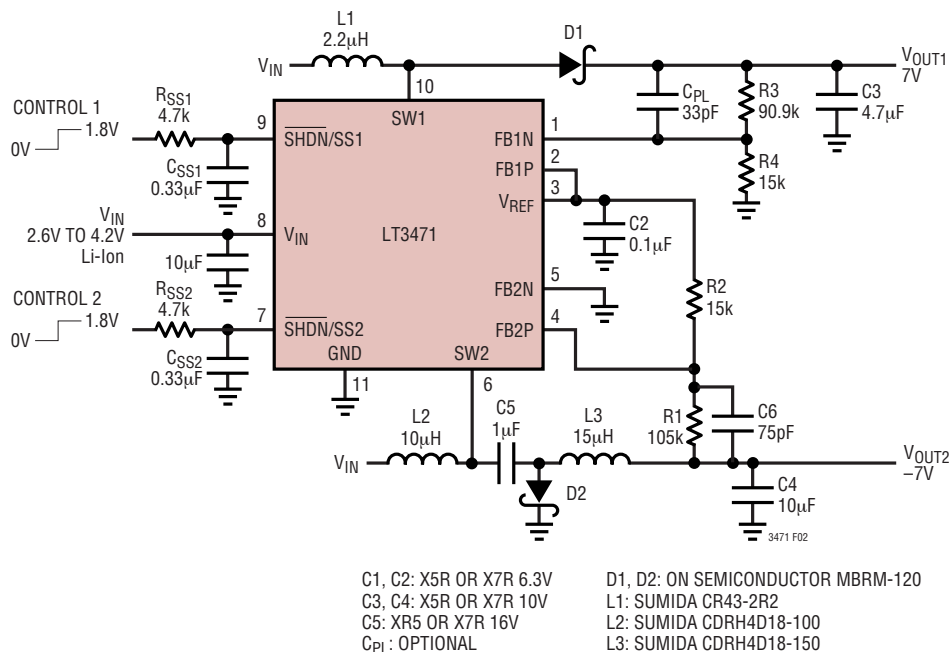 L1
2.2µH
V_IN
D1
V_OUT1
7V
10
SW1
C_PL
33pF
R3
90.9k
C3
4.7µF
CONTROL 1
0V
1.8V
R_SS1
4.7k
9
SHDN/SS1
FB1N
1
C_SS1
0.33µF
FB1P
2
R4
15k
V_REF
3
V_IN
2.6V TO 4.2V
Li-Ion
8
V_IN
LT3471
C2
0.1µF
10µF
FB2N
5
R2
15k
CONTROL 2
0V
1.8V
R_SS2
4.7k
7
SHDN/SS2
FB2P
4
C_SS2
0.33µF
GND
SW2
11
6
L2
10µH
C5
1µF
L3
15µH
R1
105k
C6
75pF
V_IN
V_OUT2
–7V
D2
C4
10µF
3471 F02
C1, C2: X5R OR X7R 6.3V
C3, C4: X5R OR X7R 10V
C5: XR5 OR X7R 16V
C_PL: OPTIONAL
D1, D2: ON SEMICONDUCTOR MBRM-120
L1: SUMIDA CR43-2R2
L2: SUMIDA CDRH4D18-100
L3: SUMIDA CDRH4D18-150